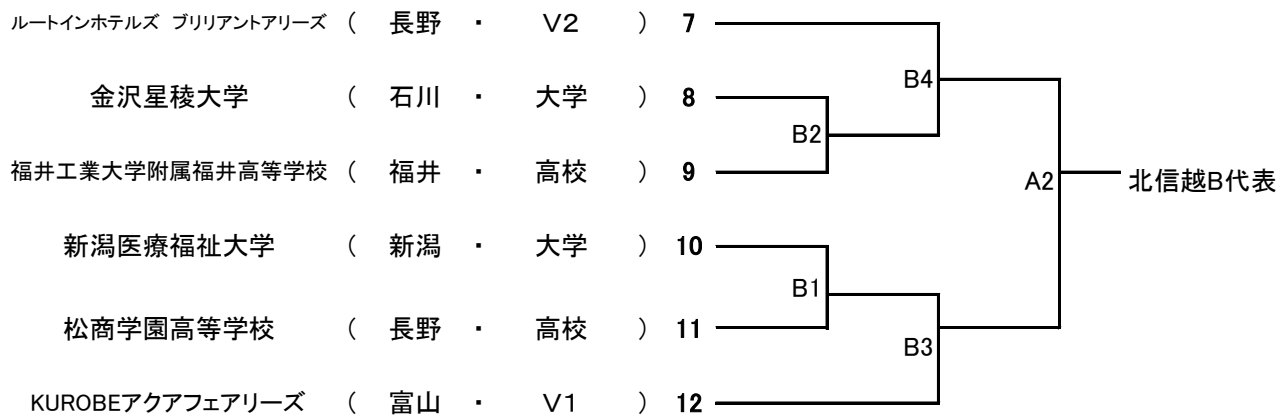 ルートインホテルズ ブリリアントアリーズ ( 長野 ・ V2 ) 7
B4
金沢星稜大学 ( 石川 ・ 大学 ) 8
B2
福井工業大学附属福井高等学校 ( 福井 ・ 高校 ) 9
A2 北信越B代表
新潟医療福祉大学 ( 新潟 ・ 大学 ) 10
B1
松商学園高等学校 ( 長野 ・ 高校 ) 11
B3
KUROBEアクアフェアリーズ ( 富山 ・ V1 ) 12